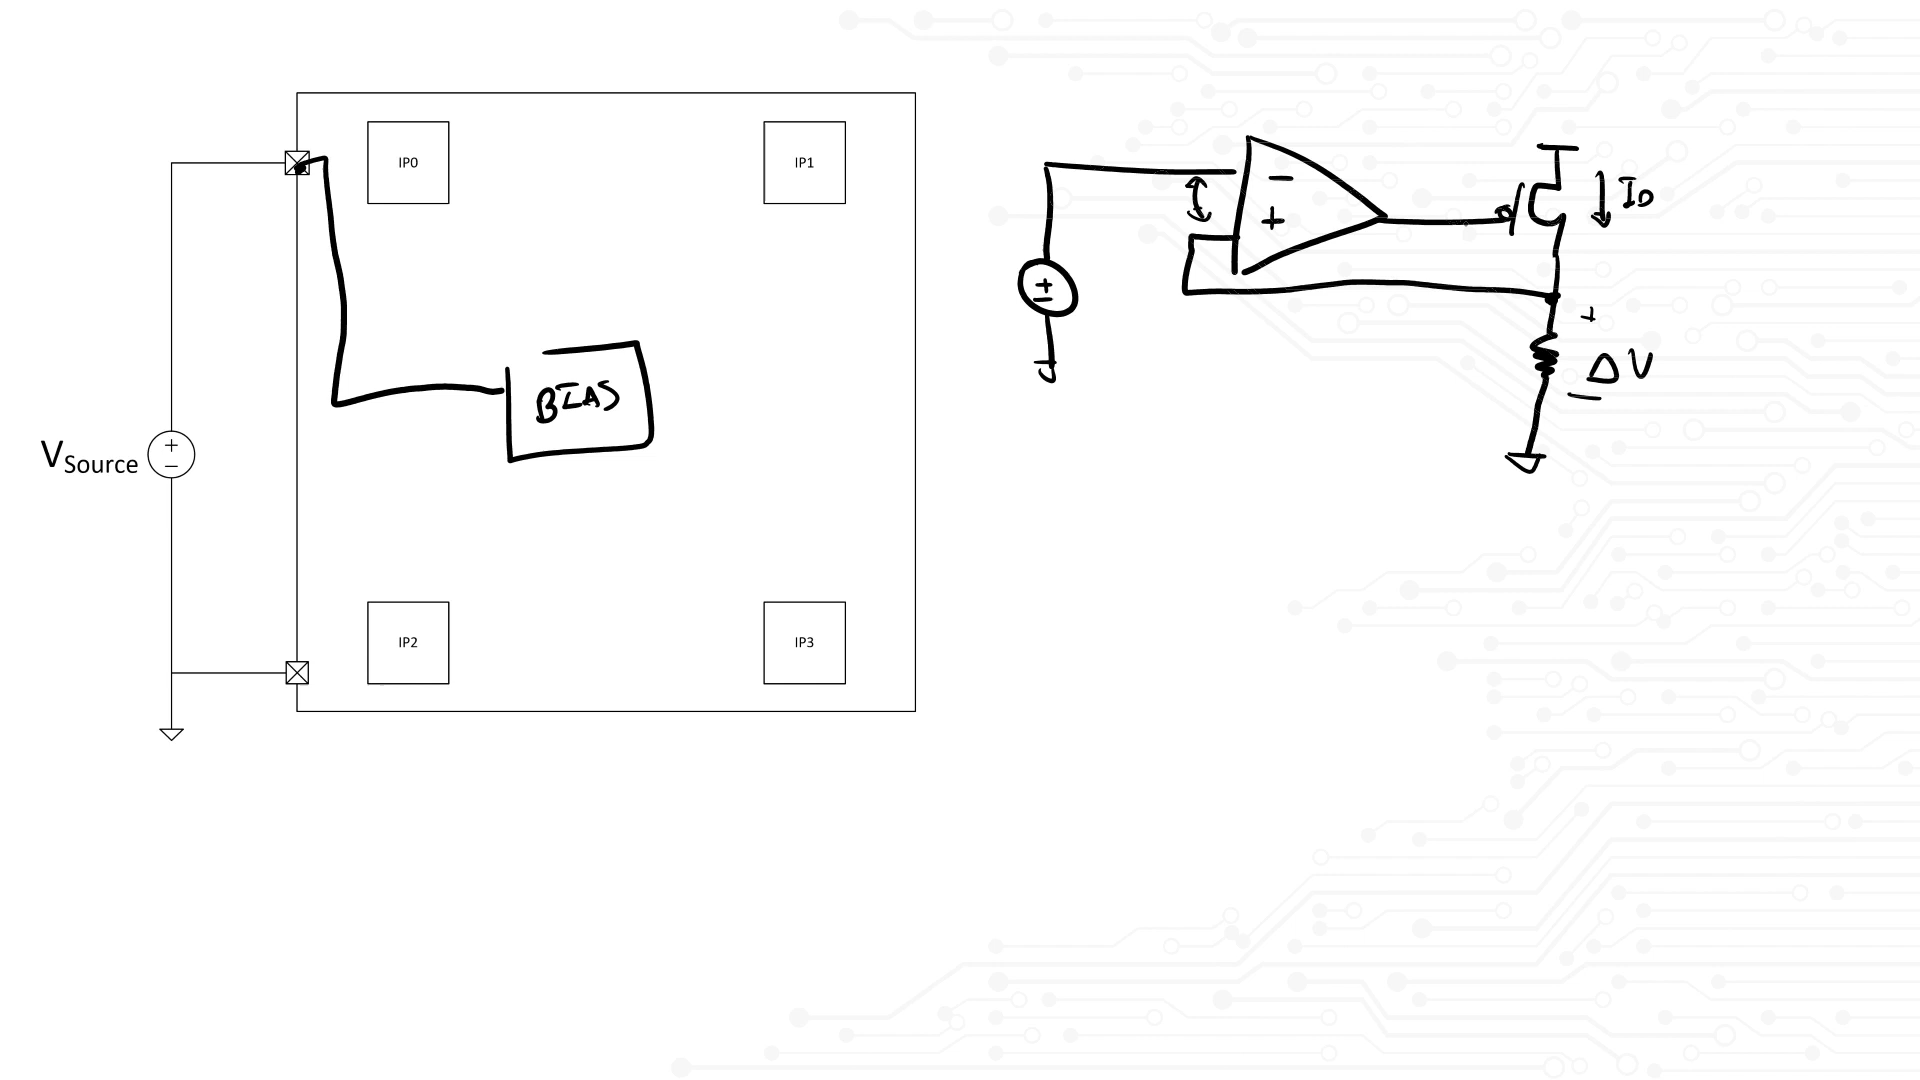 IP0
IP1
BIAS
V_Source
+
−
IP2
IP3
−
+
+
−
I_D
+
ΔV
−